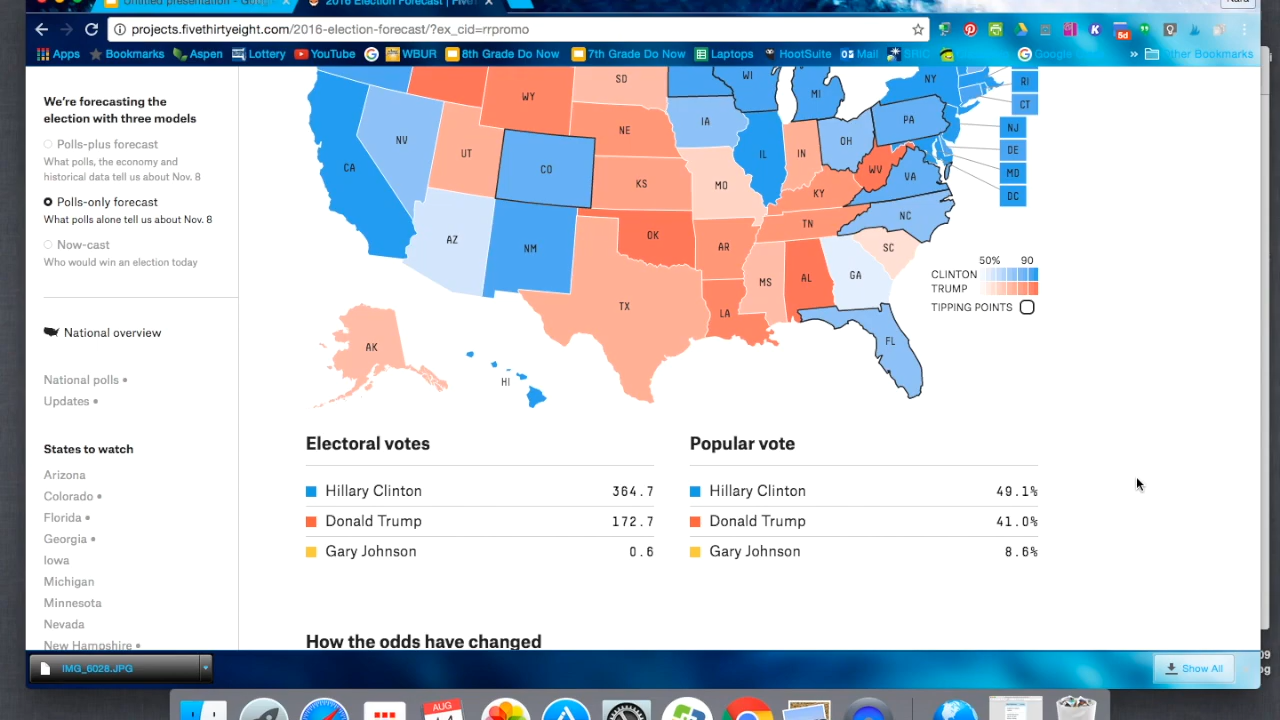 Untitled presentation - Goog
2016 Election Forecast | FiveT
projects.fivethirtyeight.com/2016-election-forecast/?ex_cid=rrpromo
Apps Bookmarks Aspen Lottery YouTube WBUR 8th Grade Do Now 7th Grade Do Now Laptops HootSuite Mail SRIC Google » Other Bookmarks
We're forecasting the
election with three models
Polls-plus forecast
What polls, the economy and
historical data tell us about Nov. 8
Polls-only forecast
What polls alone tell us about Nov. 8
Now-cast
Who would win an election today
National overview
National polls •
Updates •
States to watch
Arizona
Colorado •
Florida •
Georgia •
Iowa
Michigan
Minnesota
Nevada
New Hampshire •
WY SD WI MI NY RI
CT
NV NE IA PA
NJ
CA UT CO KS MO IL IN OH DE
WV VA MD
KY DC
AZ NM OK AR TN NC
SC
TX LA MS AL GA
FL
AK HI
50% 90
CLINTON
TRUMP
TIPPING POINTS
Electoral votes
Hillary Clinton 364.7
Donald Trump 172.7
Gary Johnson 0.6
Popular vote
Hillary Clinton 49.1%
Donald Trump 41.0%
Gary Johnson 8.6%
How the odds have changed
IMG_6028.JPG
Show All
AUG